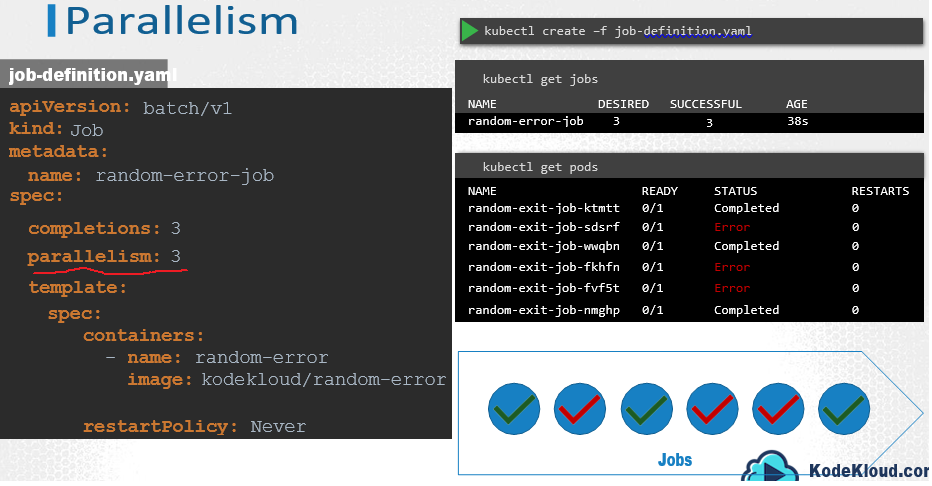 Parallelism
job-definition.yaml
apiVersion: batch/v1
kind: Job
metadata:
name: random-error-job
spec:
completions: 3
parallelism: 3
template:
spec:
containers:
- name: random-error
image: kodekloud/random-error
restartPolicy: Never
kubectl create –f job-definition.yaml
kubectl get jobs
NAME DESIRED SUCCESSFUL AGE
random-error-job 3 3 38s
kubectl get pods
NAME READY STATUS RESTARTS
random-exit-job-ktmtt 0/1 Completed 0
random-exit-job-sdsrf 0/1 Error 0
random-exit-job-wwqbn 0/1 Completed 0
random-exit-job-fkhfn 0/1 Error 0
random-exit-job-fvf5t 0/1 Error 0
random-exit-job-nmghp 0/1 Completed 0
Jobs
KodeKloud.com